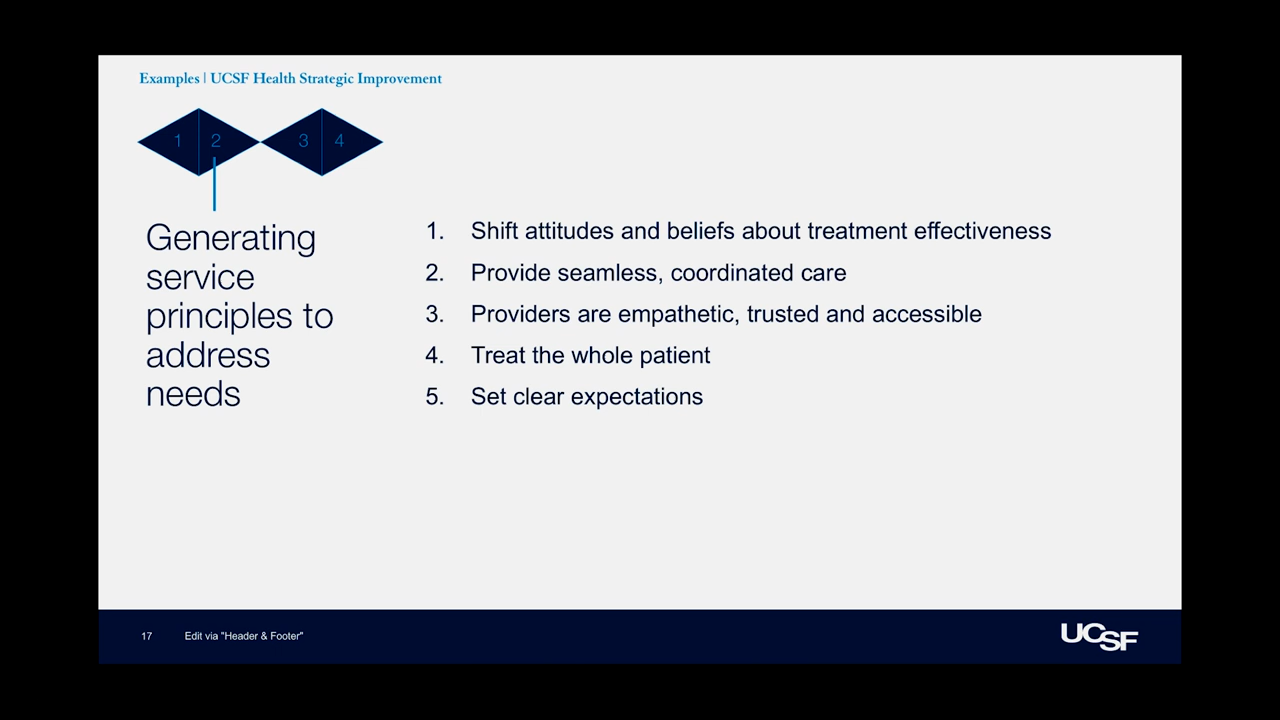 Examples | UCSF Health Strategic Improvement
1 2 3 4
Generating
service
principles to
address
needs
1. Shift attitudes and beliefs about treatment effectiveness
2. Provide seamless, coordinated care
3. Providers are empathetic, trusted and accessible
4. Treat the whole patient
5. Set clear expectations
17 Edit via "Header & Footer"
UCSF